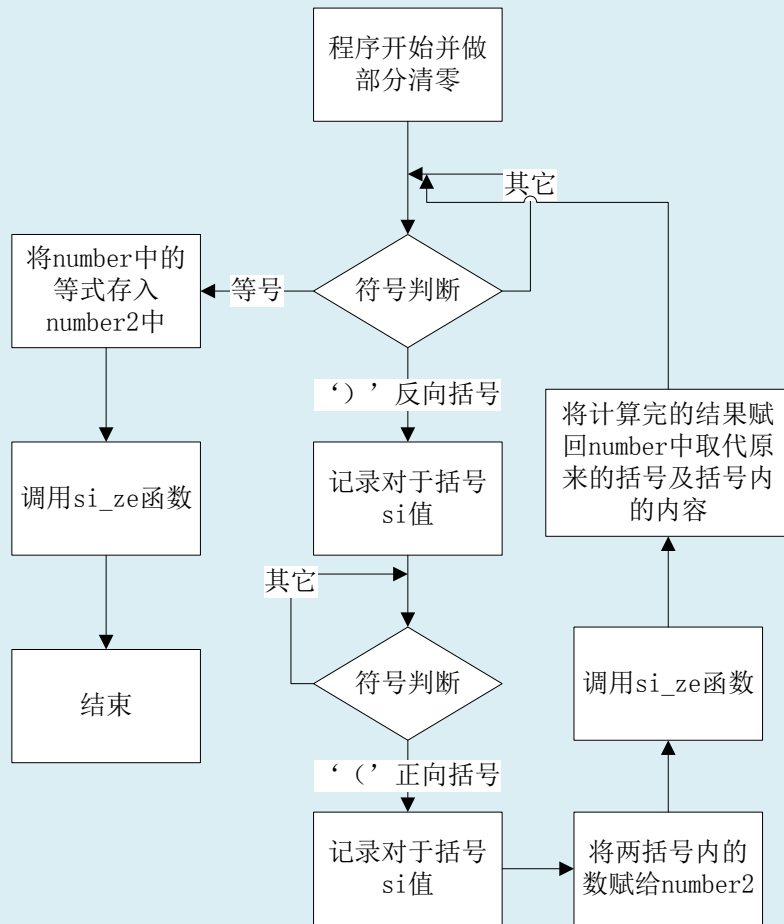 程序开始并做
部分清零
其它
将number中的
等式存入
number2中
等号
符号判断
‘）’反向括号
将计算完的结果赋
回number中取代原
来的括号及括号内
的内容
调用si_ze函数
记录对于括号
si值
其它
结束
符号判断
调用si_ze函数
‘（’正向括号
记录对于括号
si值
将两括号内的
数赋给number2